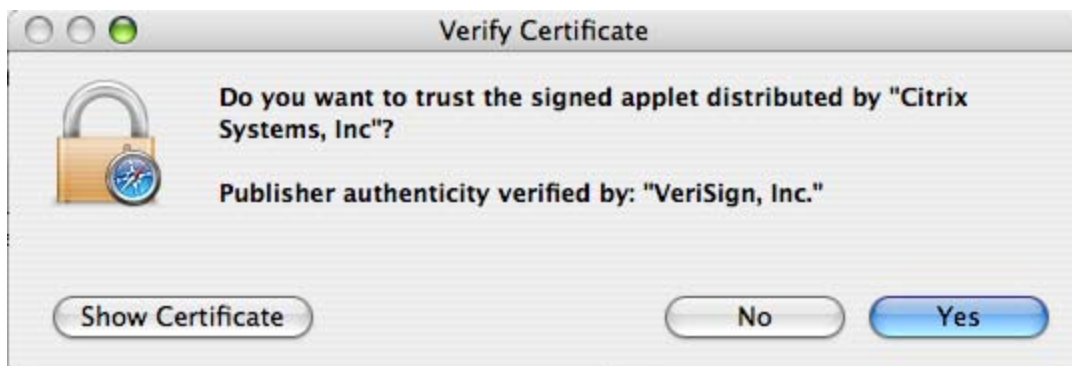 Verify Certificate
Do you want to trust the signed applet distributed by "Citrix
Systems, Inc"?
Publisher authenticity verified by: "VeriSign, Inc."
Show Certificate
No
Yes